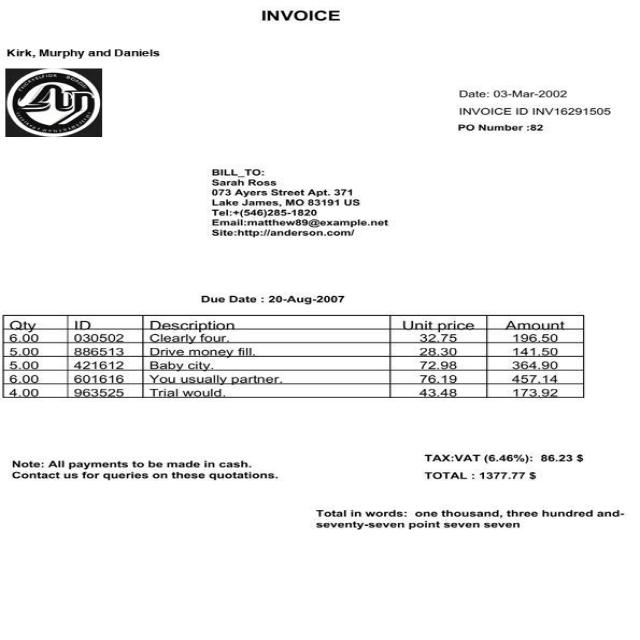 INVOICE
Kirk, Murphy and Daniels
Date: 03-Mar-2002
INVOICE ID INV16291505
PO Number :82
BILL_TO:
Sarah Ross
073 Ayers Street Apt. 371
Lake James, MO 83191 US
Tel:+(546)285-1820
Email:matthew89@example.net
Site:http://anderson.com/
Due Date : 20-Aug-2007
Qty ID Description Unit price Amount
6.00 030502 Clearly four. 32.75 196.50
5.00 886513 Drive money fill. 28.30 141.50
5.00 421612 Baby city. 72.98 364.90
6.00 601616 You usually partner. 76.19 457.14
4.00 963525 Trial would. 43.48 173.92
Note: All payments to be made in cash.
Contact us for queries on these quotations.
TAX:VAT (6.46%): 86.23 $
TOTAL : 1377.77 $
Total in words: one thousand, three hundred and-
seventy-seven point seven seven